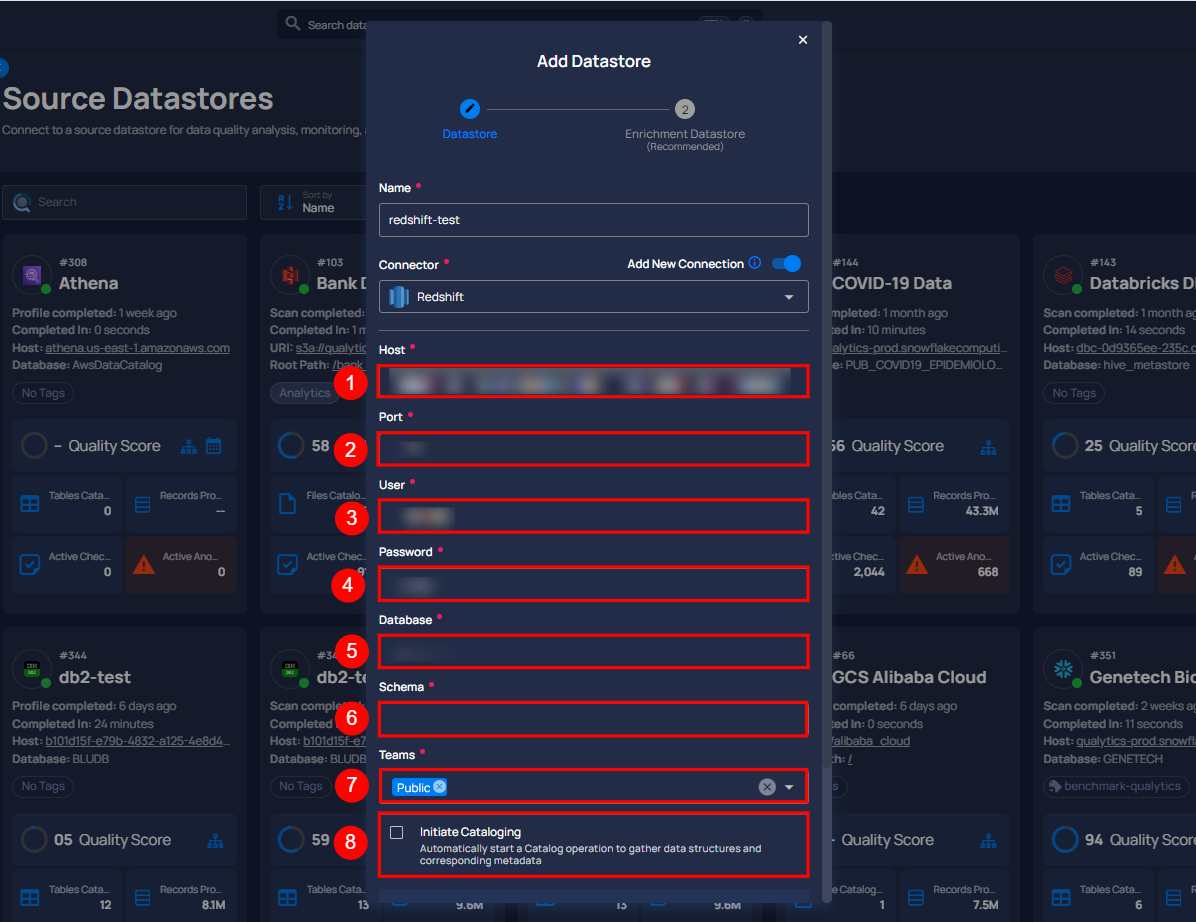 Search data
Add Datastore
Source Datastores
Connect to a source datastore for data quality analysis, monitoring,
Datastore
2
Enrichment Datastore
(Recommended)
Search
Sort by
Name
Name *
redshift-test
Connector *
Add New Connection
Redshift
Host *
1
Port *
2
User *
3
Password *
4
Database *
5
Schema *
6
Teams *
7
Public
8
Initiate Cataloging
Automatically start a Catalog operation to gather data structures and
corresponding metadata
#308
Athena
Profile completed: 1 week ago
Completed In: 0 seconds
Host: athena.us-east-1.amazonaws.com
Database: AwsDataCatalog
No Tags
– Quality Score
Tables Cata...
0
Records Pro...
--
Active Chec...
0
Active Ano...
0
#103
Bank
Scan completed:
Completed In: 1
URI: s3a://qualytic
Root Path: /bank_
Analytics
58
Files Catalo
Active Chec
#144
COVID-19 Data
mpleted: 1 month ago
ed In: 10 minutes
alytics-prod.snowflakecomputi...
e: PUB_COVID19_EPIDEMIOLO...
56 Quality Score
bles Cata...
42
Records Pro...
43.3M
tive Chec...
2,044
Active Ano...
668
#143
Databricks
Scan completed: 1 month ago
Completed In: 14 seconds
Host: dbc-0d9365ee-235c.c
Database: hive_metastore
No Tags
25 Quality Score
Tables Cata...
5
Active Chec...
89
#344
db2-test
Profile completed: 6 days ago
Completed In: 24 minutes
Host: b101d15f-e79b-4832-a125-4e8d4...
Database: BLUDB
No Tags
05 Quality Score
Tables Cata...
12
Records Pro...
8.1M
#34
db2-te
Scan completed:
Completed
Host: b101d15f-e7
Database: BLUDB
No Tags
59
Tables Cata
13
9.6M
13
9.6M
#66
GCS Alibaba Cloud
mpleted: 6 days ago
ed In: 0 seconds
/alibaba_cloud
th: /
- Quality Score
Catalog...
1
Records Pro...
7.5M
#351
Genetech Bio
Scan completed: 2 weeks ag
Completed In: 11 seconds
Host: qualytics-prod.snowfl
Database: GENETECH
benchmark-qualytics
94 Quality Score
Tables Cata...
6